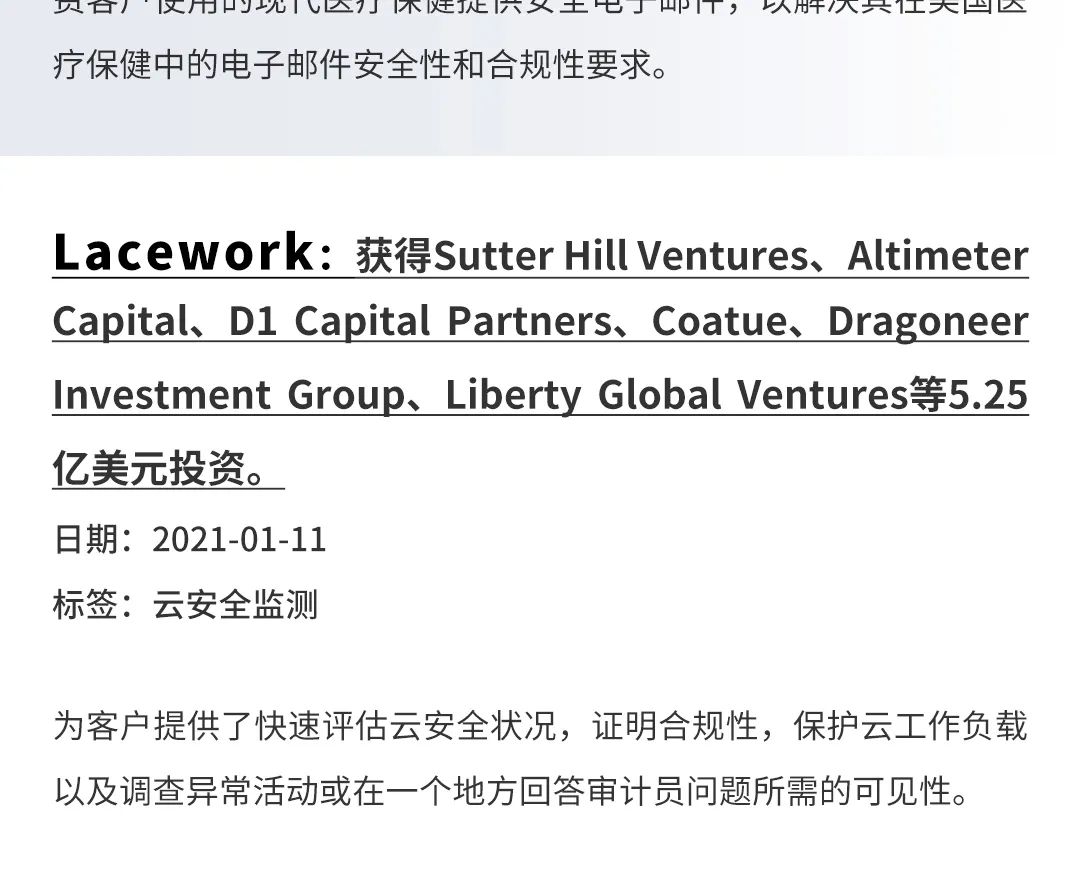 费客户使用的现代医疗保健提供安全电子邮件，以解决其在美国医
疗保健中的电子邮件安全性和合规性要求。
Lacework：获得Sutter Hill Ventures、Altimeter
Capital、D1 Capital Partners、Coatue、Dragoneer
Investment Group、Liberty Global Ventures等5.25
亿美元投资。
日期：2021-01-11
标签：云安全监测
为客户提供了快速评估云安全状况，证明合规性，保护云工作负载
以及调查异常活动或在一个地方回答审计员问题所需的可见性。